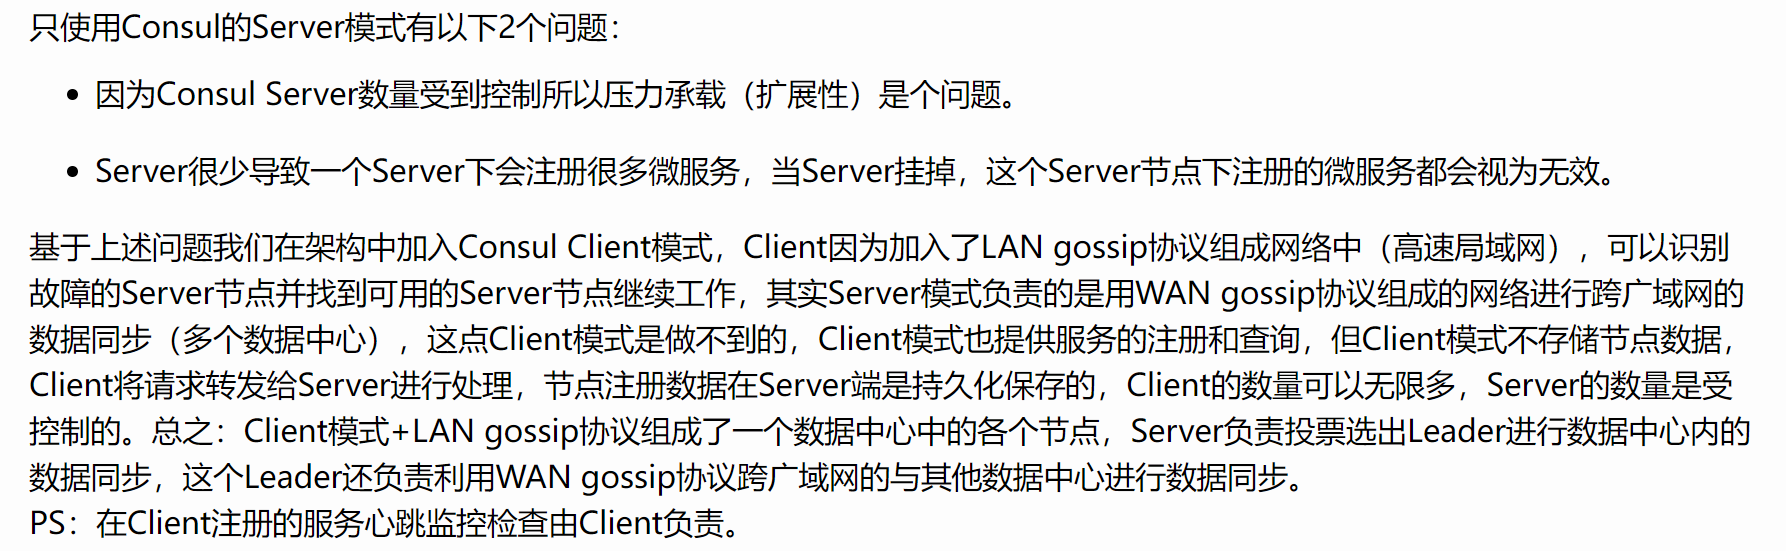 只使用Consul的Server模式有以下2个问题：
• 因为Consul Server数量受到控制所以压力承载（扩展性）是个问题。
• Server很少导致一个Server下会注册很多微服务，当Server挂掉，这个Server节点下注册的微服务都会视为无效。
基于上述问题我们在架构中加入Consul Client模式，Client因为加入了LAN gossip协议组成网络中（高速局域网），可以识别
故障的Server节点并找到可用的Server节点继续工作，其实Server模式负责的是用WAN gossip协议组成的网络进行跨广域网的
数据同步（多个数据中心），这点Client模式是做不到的，Client模式也提供服务的注册和查询，但Client模式不存储节点数据，
Client将请求转发给Server进行处理，节点注册数据在Server端是持久化保存的，Client的数量可以无限多，Server的数量是受
控制的。总之：Client模式+LAN gossip协议组成了一个数据中心中的各个节点，Server负责投票选出Leader进行数据中心内的
数据同步，这个Leader还负责利用WAN gossip协议跨广域网的与其他数据中心进行数据同步。
PS：在Client注册的服务心跳监控检查由Client负责。